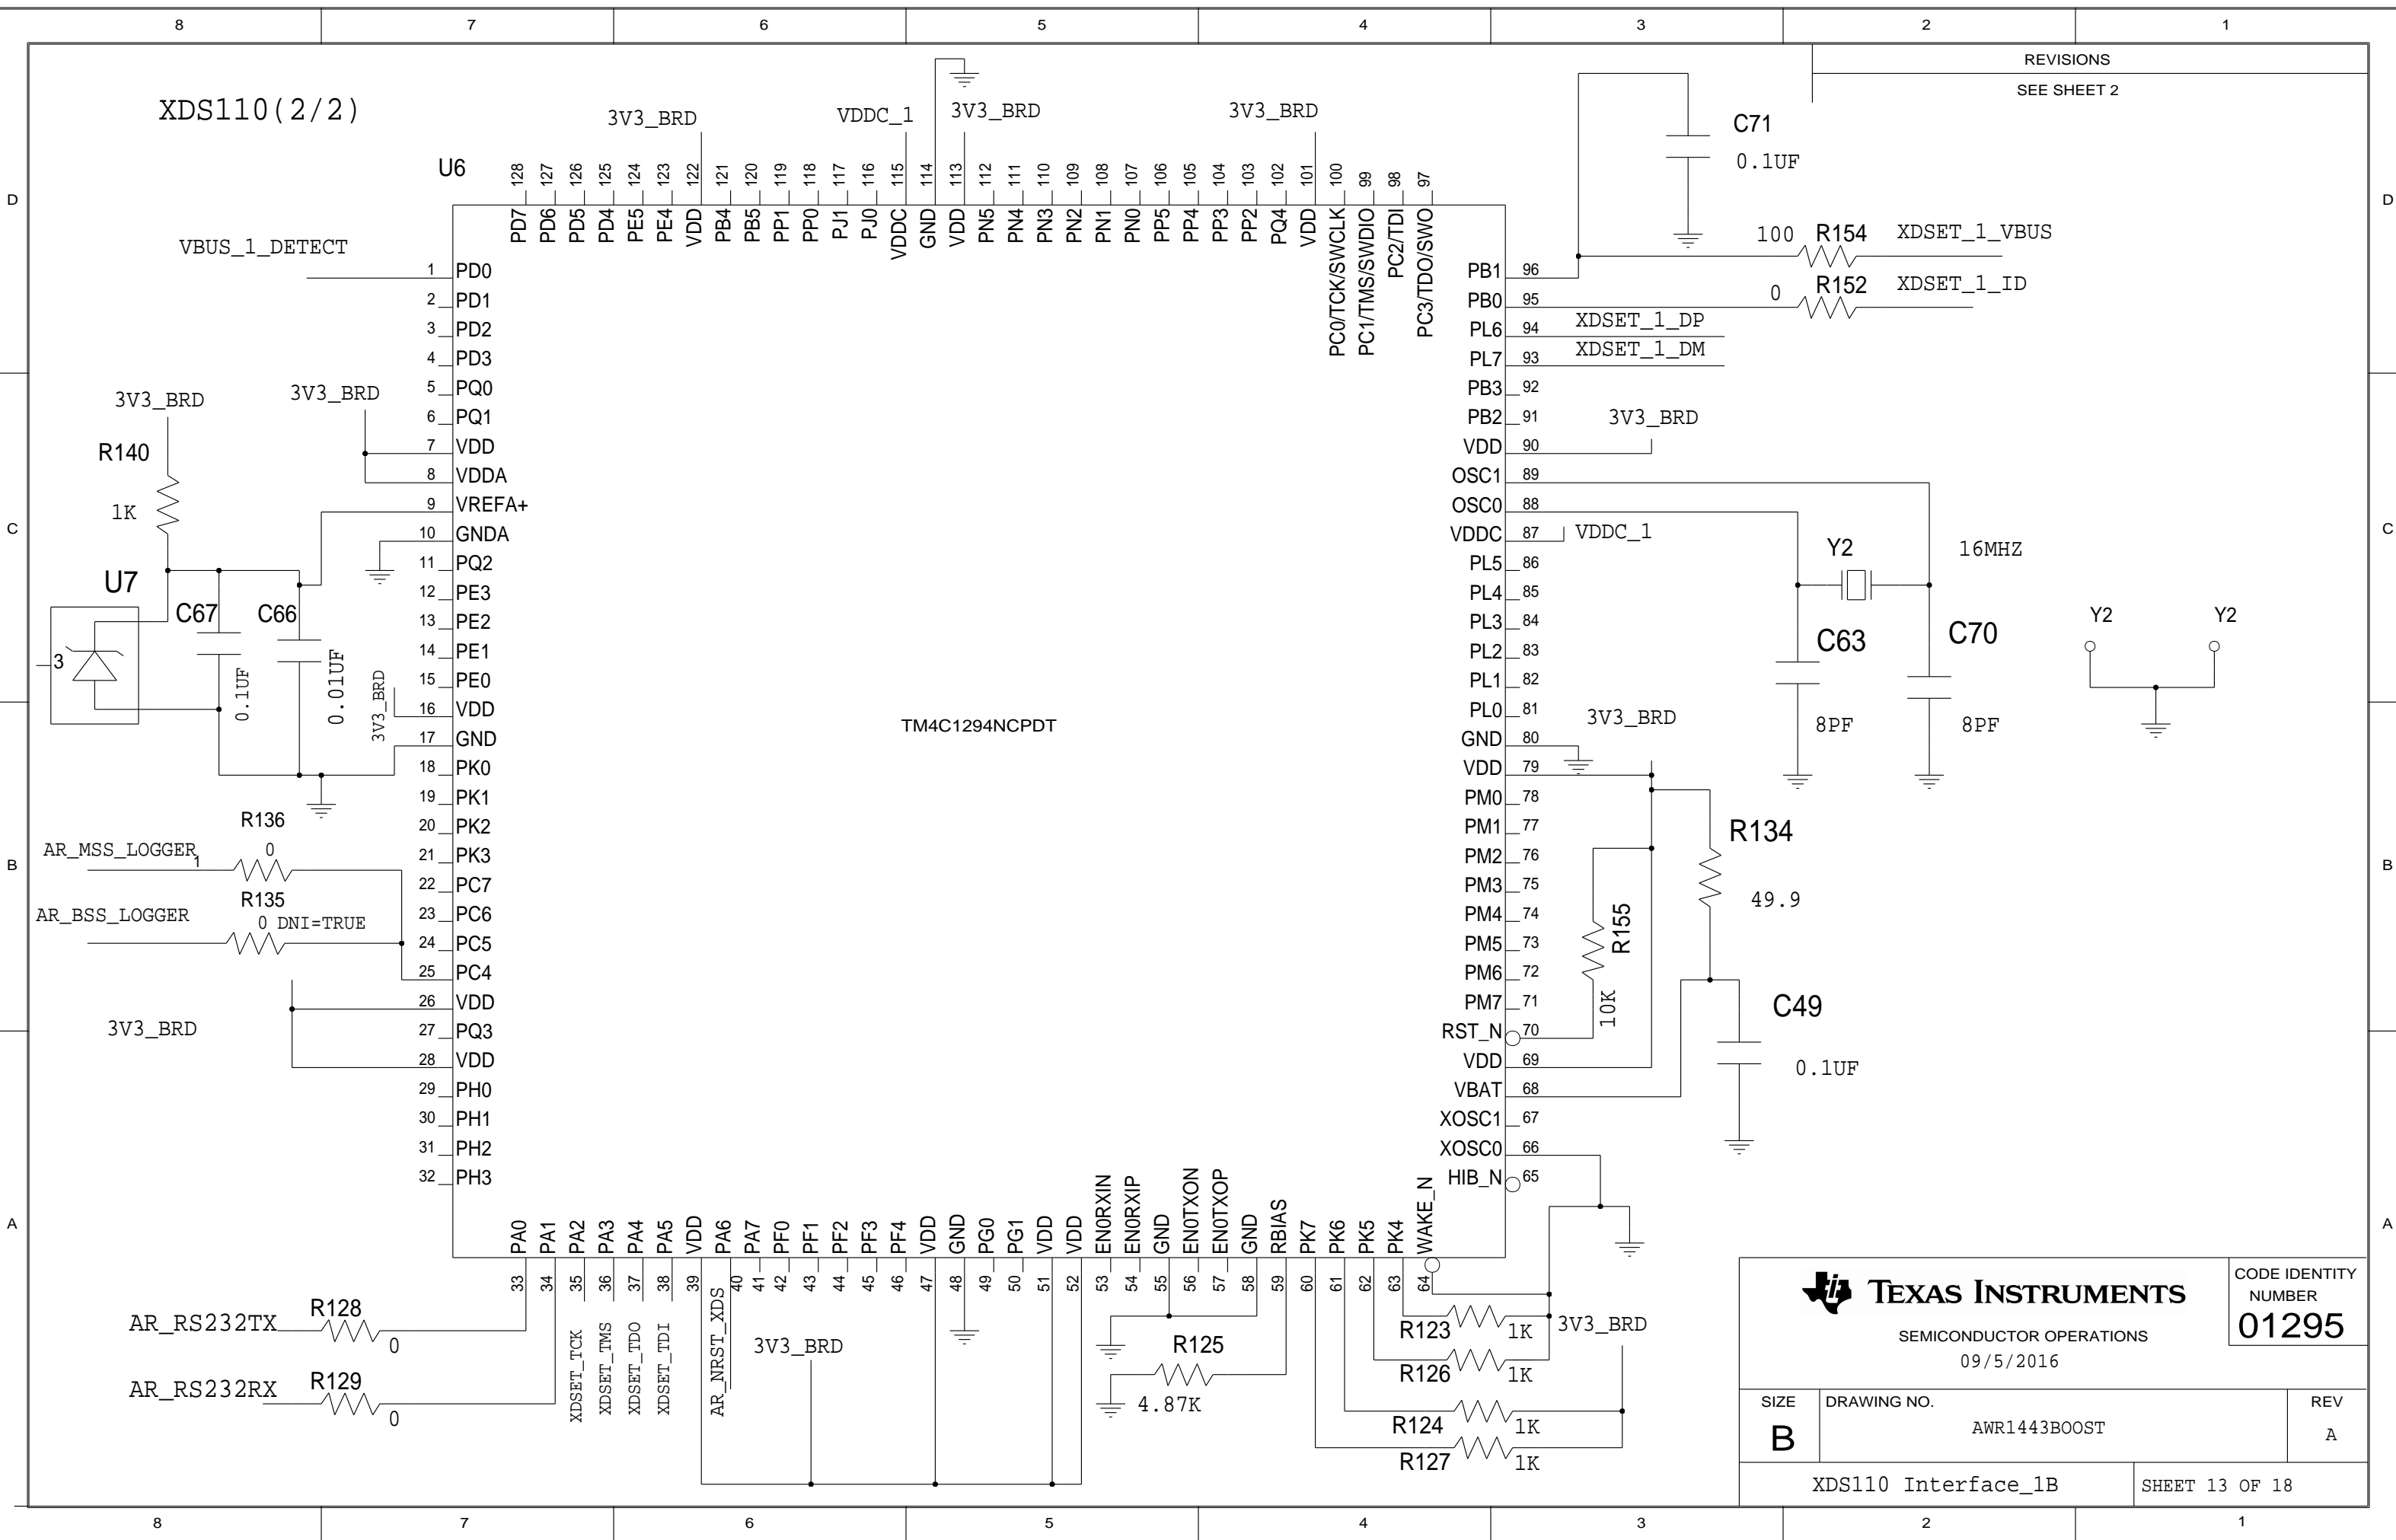 8 7 6 5 4 3 2 1
REVISIONS
SEE SHEET 2
XDS110(2/2)
U6
3V3_BRD
VDDC_1
3V3_BRD
3V3_BRD
128 127 126 125 124 123 122 121 120 119 118 117 116 115 114 113 112 111 110 109 108 107 106 105 104 103 102 101 100 99 98 97
PD7 PD6 PD5 PD4 PE5 PE4 VDD PB4 PB5 PP1 PP0 PJ1 PJ0 VDDC GND VDD PN5 PN4 PN3 PN2 PN1 PN0 PP5 PP4 PP3 PP2 PQ4 VDD PC0/TCK/SWCLK PC1/TMS/SWDIO PC2/TDI PC3/TDO/SWO
D
D
C
C
B
B
A
A
VBUS_1_DETECT
1 PD0
2 PD1
3 PD2
4 PD3
5 PQ0
6 PQ1
7 VDD
8 VDDA
9 VREFA+
10 GNDA
11 PQ2
12 PE3
13 PE2
14 PE1
15 PE0
16 VDD
17 GND
18 PK0
19 PK1
20 PK2
21 PK3
22 PC7
23 PC6
24 PC5
25 PC4
26 VDD
27 PQ3
28 VDD
29 PH0
30 PH1
31 PH2
32 PH3
3V3_BRD
3V3_BRD
R140
1K
U7
3
C67
0.1UF
C66
0.01UF
3V3_BRD
R136
0
AR_MSS_LOGGER
1
R135
0 DNI=TRUE
AR_BSS_LOGGER
3V3_BRD
TM4C1294NCPDT
PB1 96
PB0 95
PL6 94
PL7 93
PB3 92
PB2 91
VDD 90
OSC1 89
OSC0 88
VDDC 87
PL5 86
PL4 85
PL3 84
PL2 83
PL1 82
PL0 81
GND 80
VDD 79
PM0 78
PM1 77
PM2 76
PM3 75
PM4 74
PM5 73
PM6 72
PM7 71
RST_N 70
VDD 69
VBAT 68
XOSC1 67
XOSC0 66
HIB_N 65
C71
0.1UF
100 R154 XDSET_1_VBUS
0 R152 XDSET_1_ID
XDSET_1_DP
XDSET_1_DM
3V3_BRD
VDDC_1
Y2
16MHZ
C63
8PF
C70
8PF
Y2
Y2
3V3_BRD
R134
49.9
R155
10K
C49
0.1UF
PA0 PA1 PA2 PA3 PA4 PA5 VDD PA6 PA7 PF0 PF1 PF2 PF3 PF4 VDD GND PG0 PG1 VDD VDD EN0RXIN EN0RXIP GND EN0TXON EN0TXOP GND RBIAS PK7 PK6 PK5 PK4 WAKE_N
33 34 35 36 37 38 39 40 41 42 43 44 45 46 47 48 49 50 51 52 53 54 55 56 57 58 59 60 61 62 63 64
AR_RS232TX
R128
0
AR_RS232RX
R129
0
XDSET_TCK
XDSET_TMS
XDSET_TDO
XDSET_TDI
AR_NRST_XDS
3V3_BRD
R125
4.87K
R123
1K
R126
1K
3V3_BRD
R124
1K
R127
1K
TEXAS INSTRUMENTS
SEMICONDUCTOR OPERATIONS
09/5/2016
CODE IDENTITY
NUMBER
01295
SIZE
B
DRAWING NO.
AWR1443BOOST
REV
A
XDS110 Interface_1B
SHEET 13 OF 18
8 7 6 5 4 3 2 1